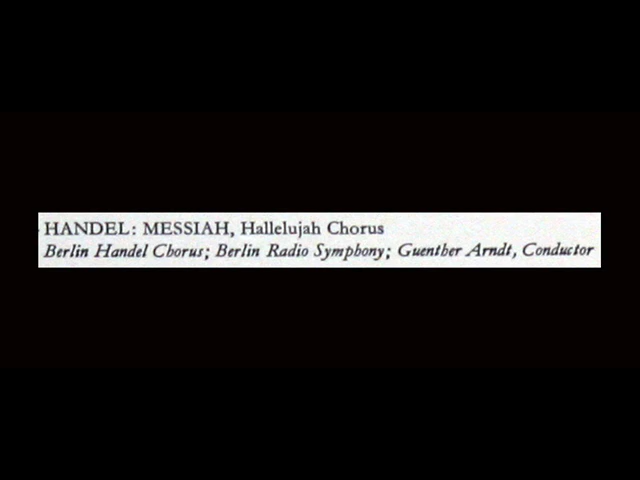 HANDEL: MESSIAH, Hallelujah Chorus
Berlin Handel Chorus; Berlin Radio Symphony; Guenther Arndt, Conductor